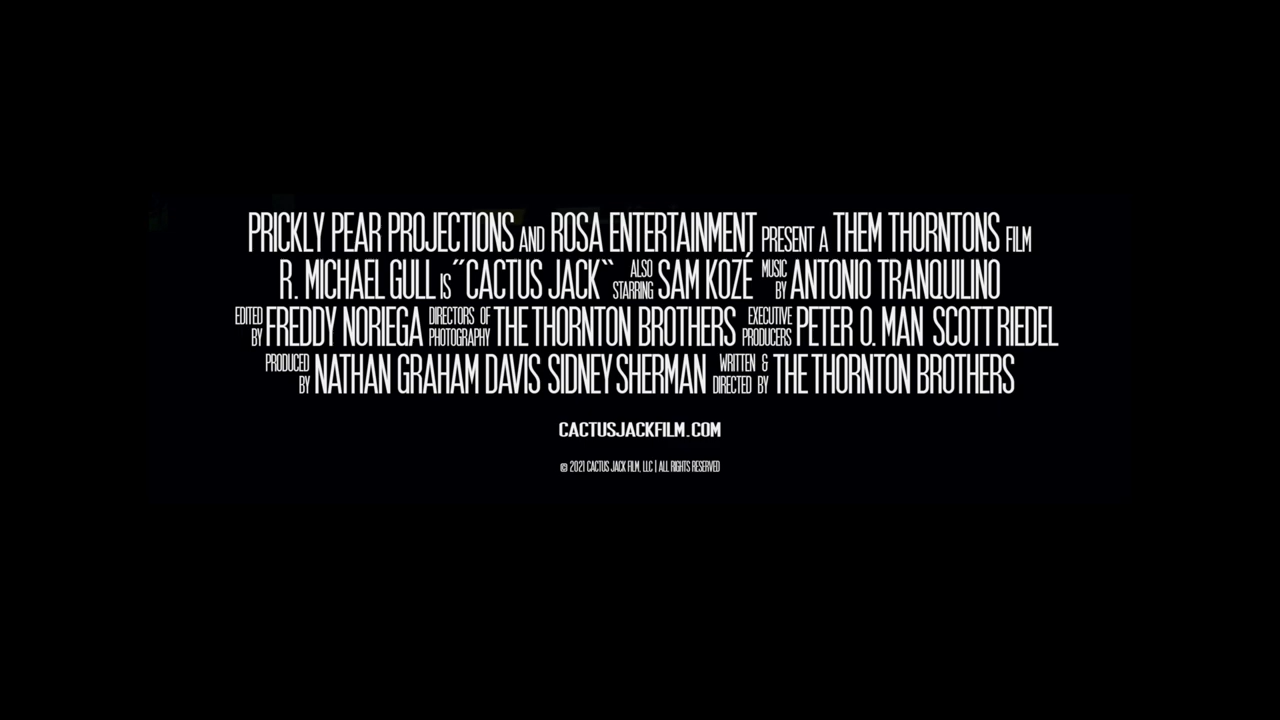 PRICKLY PEAR PROJECTIONS AND ROSA ENTERTAINMENT PRESENT A THEM THORNTONS FILM
R. MICHAEL GULL IS "CACTUS JACK" ALSO STARRING SAM KOZÉ MUSIC BY ANTONIO TRANQUILINO
EDITED BY FREDDY NORIEGA DIRECTORS OF PHOTOGRAPHY THE THORNTON BROTHERS EXECUTIVE PRODUCERS PETER O. MAN SCOTT RIEDEL
PRODUCED BY NATHAN GRAHAM DAVIS SIDNEY SHERMAN WRITTEN & DIRECTED BY THE THORNTON BROTHERS
CACTUSJACKFILM.COM
© 2021 CACTUS JACK FILM, LLC | ALL RIGHTS RESERVED